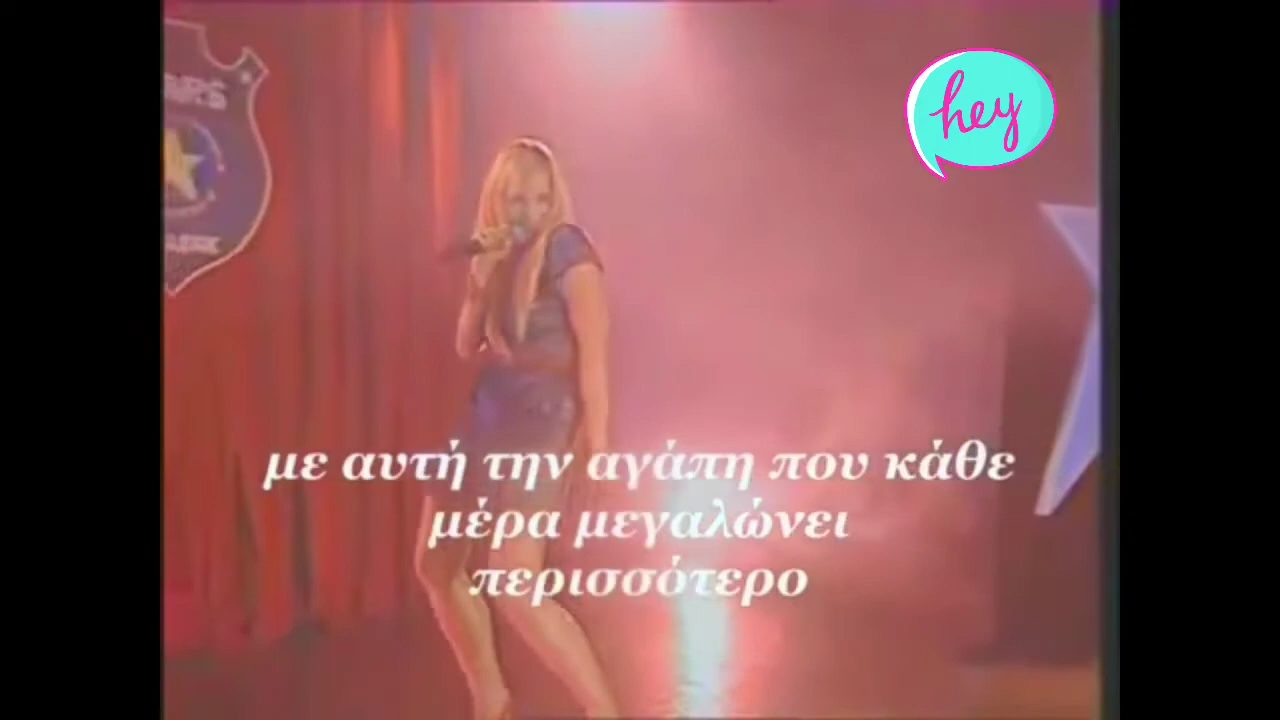 hey
με αυτή την αγάπη που κάθε
μέρα μεγαλώνει
περισσότερο